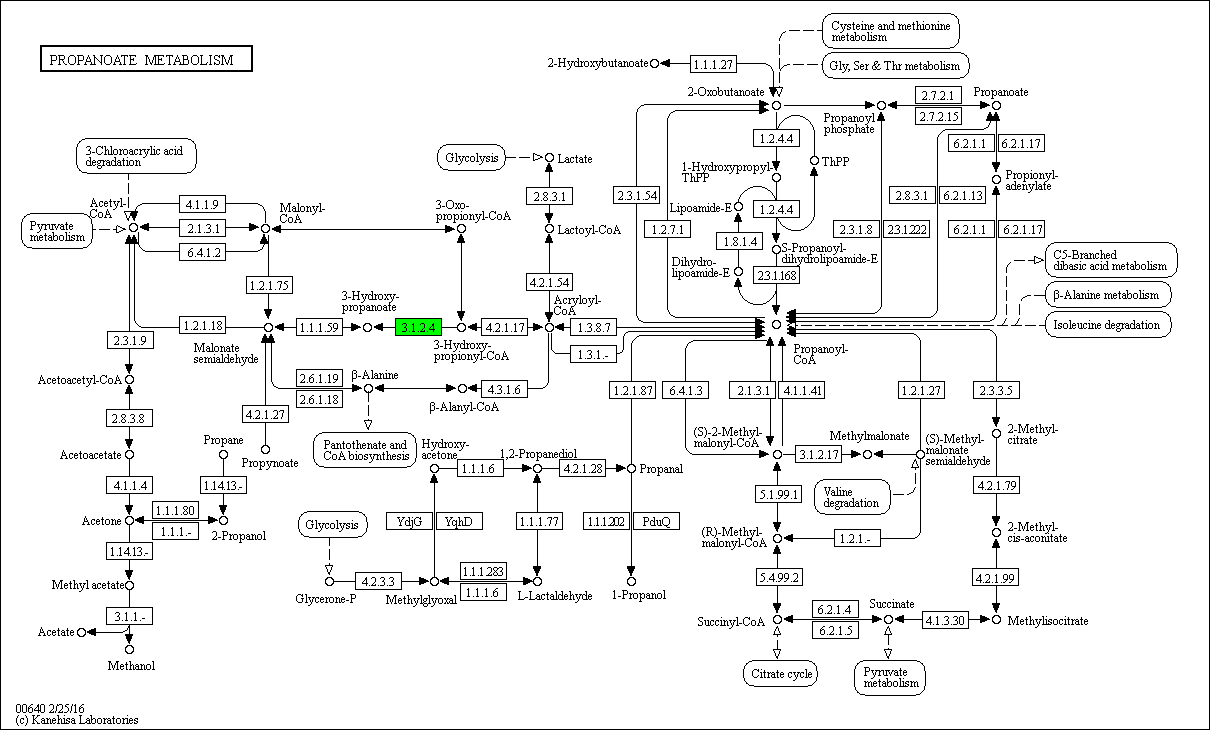 PROPANOATE METABOLISM
Cysteine and methionine
metabolism
Gly, Ser & Thr metabolism
2-Hydroxybutanoate
1.1.1.27
2-Oxobutanoate
2.7.2.1
2.7.2.15
Propanoate
Propanoyl
phosphate
1.2.4.4
6.2.1.1
6.2.1.17
3-Chloroacrylic acid
degradation
Glycolysis
Lactate
ThPP
1-Hydroxypropyl-
ThPP
Propionyl-
adenylate
2.8.3.1
2.3.1.54
2.8.3.1
6.2.1.13
Acetyl-
CoA
4.1.1.9
Malonyl-
CoA
3-Oxo-
propionyl-CoA
Lipoamide-E
1.2.4.4
Pyruvate
metabolism
2.1.3.1
Lactoyl-CoA
1.2.7.1
2.3.1.8
2.3.1.222
6.2.1.1
6.2.1.17
6.4.1.2
1.8.1.4
S-Propanoyl-
dihydrolipoamide-E
C5-Branched
dibasic acid metabolism
Dihydro-
lipoamide-E
2.3.1.168
1.2.1.75
4.2.1.54
β-Alanine metabolism
3-Hydroxy-
propanoate
Acryloyl-
CoA
1.2.1.18
1.1.1.59
3.1.2.4
4.2.1.17
1.3.8.7
Isoleucine degradation
2.3.1.9
Malonate
semialdehyde
3-Hydroxy-
propionyl-CoA
1.3.1.-
Propanoyl-
CoA
Acetoacetyl-CoA
2.6.1.19
2.6.1.18
β-Alanine
β-Alanyl-CoA
4.3.1.6
1.2.1.87
6.4.1.3
2.1.3.1
4.1.1.41
1.2.1.27
2.3.3.5
2.8.3.8
4.2.1.27
Propane
Propynoate
Pantothenate and
CoA biosynthesis
Hydroxy-
acetone
1,2-Propanediol
(S)-2-Methyl-
malonyl-CoA
Methylmalonate
(S)-Methyl-
malonate
semialdehyde
2-Methyl-
citrate
Acetoacetate
1.1.1.6
4.2.1.28
Propanal
3.1.2.17
4.1.1.4
1.14.13.-
5.1.99.1
Valine
degradation
4.2.1.79
Acetone
1.1.1.80
1.1.1.-
2-Propanol
Glycolysis
YdjG
YqhD
1.1.1.77
1.1.1.202
PduQ
(R)-Methyl-
malonyl-CoA
1.2.1.-
2-Methyl-
cis-aconitate
1.14.13.-
Methyl acetate
Glycerone-P
4.2.3.3
Methylglyoxal
1.1.1.283
1.1.1.6
L-Lactaldehyde
1-Propanol
5.4.99.2
4.2.1.99
3.1.1.-
Acetate
Methanol
Succinyl-CoA
6.2.1.4
6.2.1.5
Succinate
4.1.3.30
Methylisocitrate
Citrate cycle
Pyruvate
metabolism
00640 2/25/16
(c) Kanehisa Laboratories